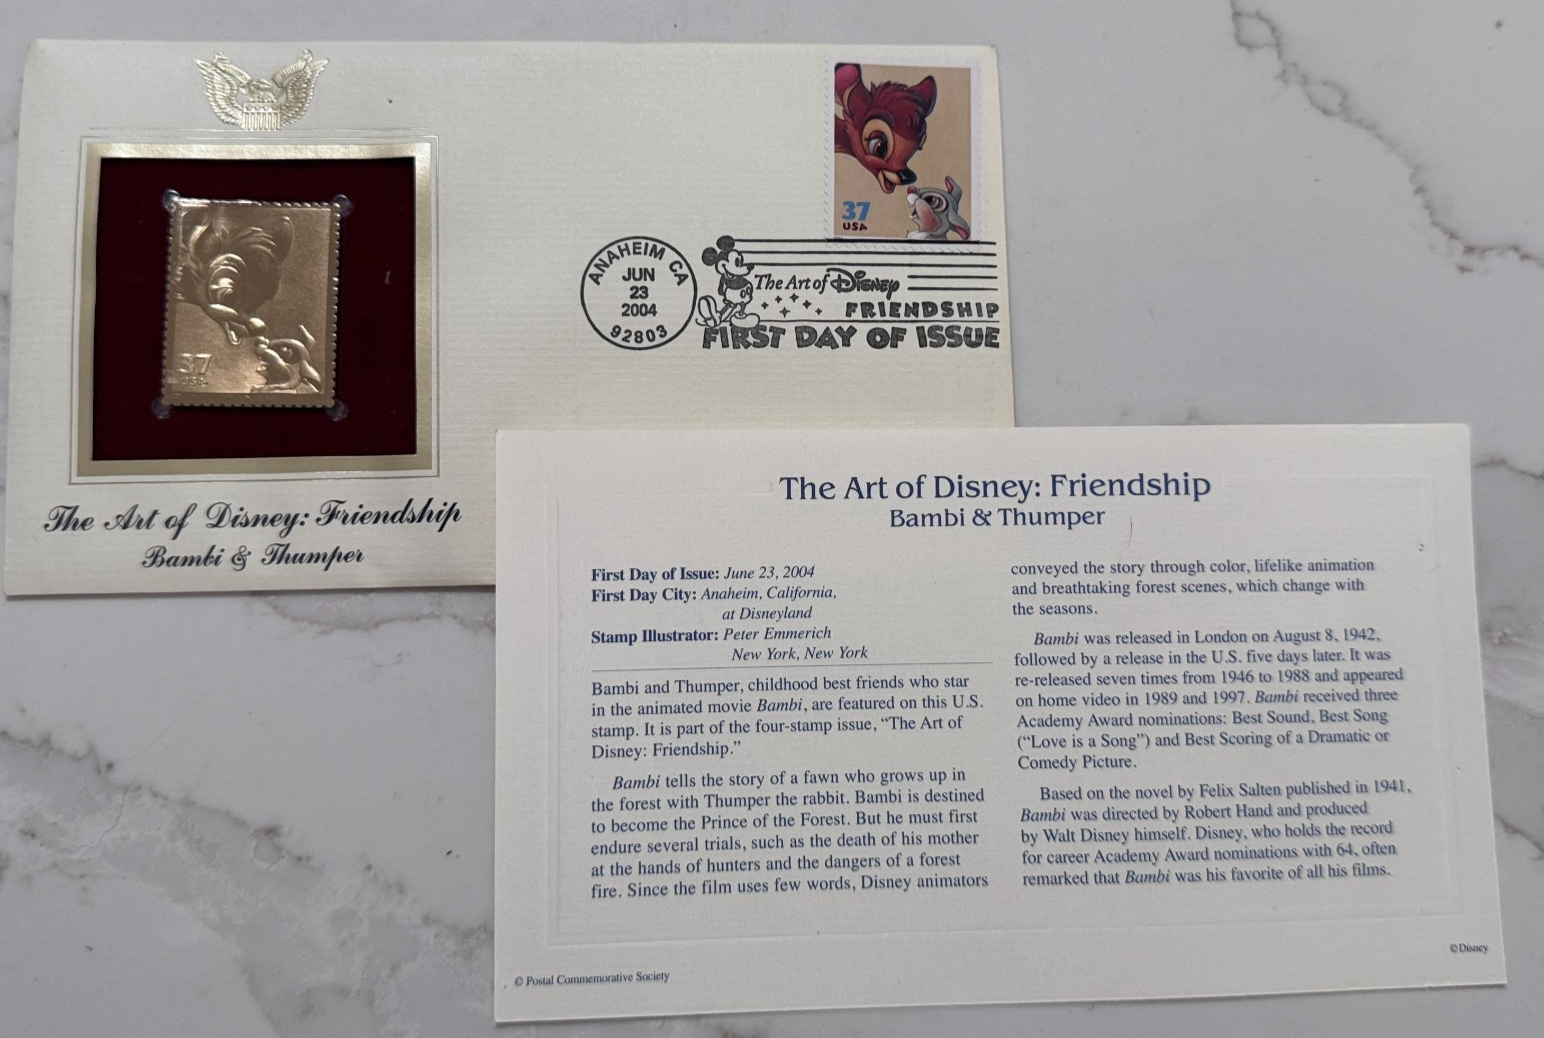 37
USA
ANAHEIM CA
JUN
23
2004
92803
The Art of Disney
FRIENDSHIP
FIRST DAY OF ISSUE
37
USA
The Art of Disney: Friendship
Bambi & Thumper
The Art of Disney: Friendship
Bambi & Thumper
First Day of Issue: June 23, 2004
First Day City: Anaheim, California,
at Disneyland
Stamp Illustrator: Peter Emmerich
New York, New York
Bambi and Thumper, childhood best friends who star
in the animated movie Bambi, are featured on this U.S.
stamp. It is part of the four-stamp issue, “The Art of
Disney: Friendship.”
Bambi tells the story of a fawn who grows up in
the forest with Thumper the rabbit. Bambi is destined
to become the Prince of the Forest. But he must first
endure several trials, such as the death of his mother
at the hands of hunters and the dangers of a forest
fire. Since the film uses few words, Disney animators
conveyed the story through color, lifelike animation
and breathtaking forest scenes, which change with
the seasons.
Bambi was released in London on August 8, 1942,
followed by a release in the U.S. five days later. It was
re-released seven times from 1946 to 1988 and appeared
on home video in 1989 and 1997. Bambi received three
Academy Award nominations: Best Sound, Best Song
(“Love is a Song”) and Best Scoring of a Dramatic or
Comedy Picture.
Based on the novel by Felix Salten published in 1941,
Bambi was directed by Robert Hand and produced
by Walt Disney himself. Disney, who holds the record
for career Academy Award nominations with 64, often
remarked that Bambi was his favorite of all his films.
© Disney
© Postal Commemorative Society